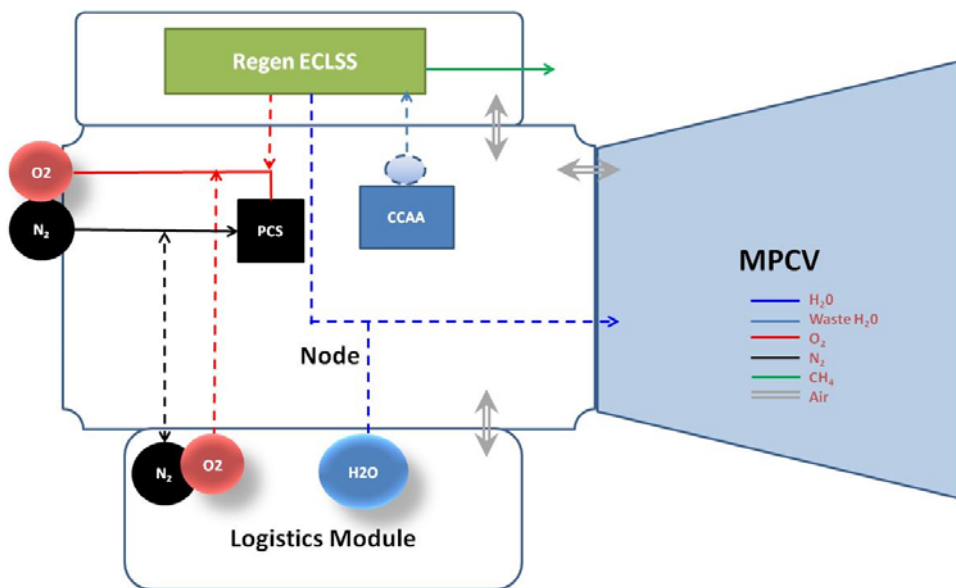 Regen ECLSS
O2
N₂
PCS
CCAA
MPCV
H₂0
Waste H₂0
O₂
N₂
CH₄
Air
Node
N₂
O2
H2O
Logistics Module